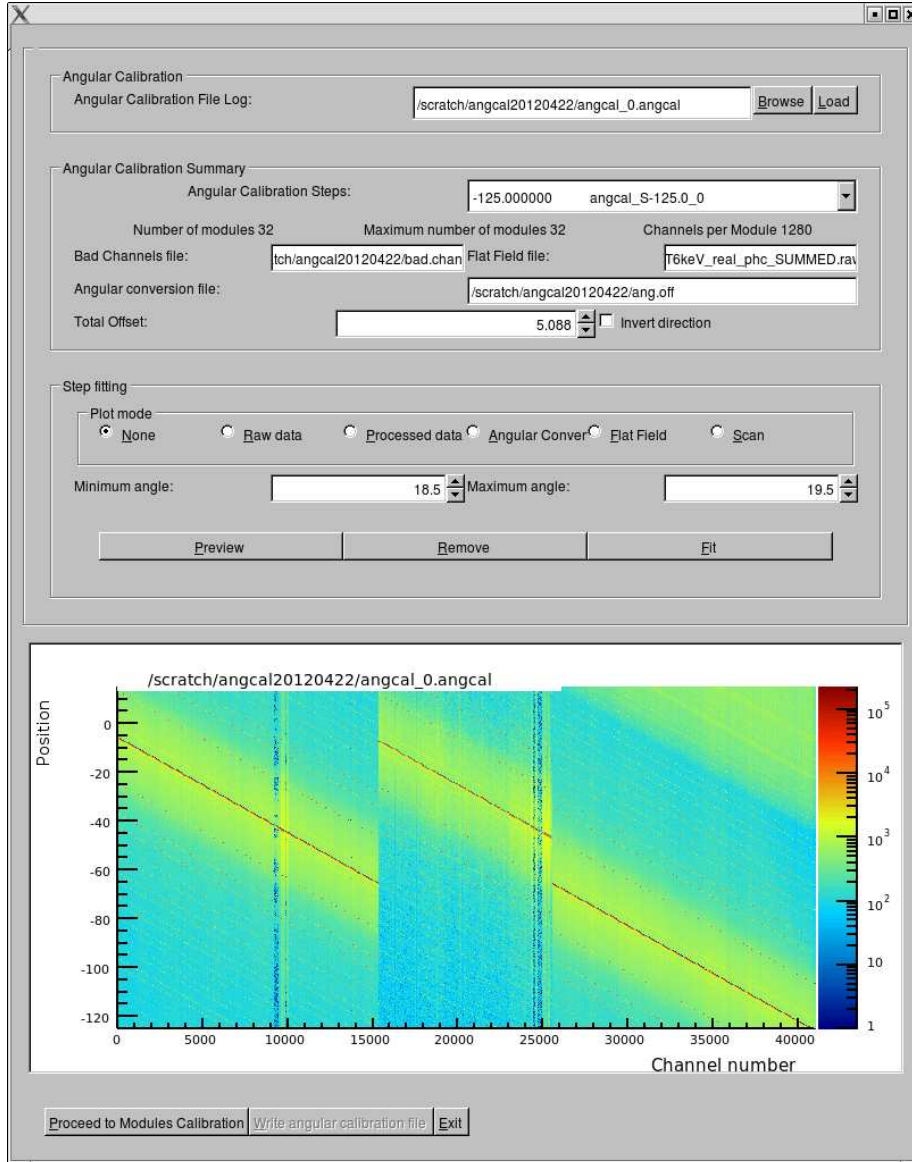 Angular Calibration
Angular Calibration File Log: /scratch/angcal20120422/angcal_0.angcal Browse Load
Angular Calibration Summary
Angular Calibration Steps: -125.000000 angcal_S-125.0_0
Number of modules 32 Maximum number of modules 32 Channels per Module 1280
Bad Channels file: tch/angcal20120422/bad.chan Flat Field file: T6keV_real_phc_SUMMED.raw
Angular conversion file: /scratch/angcal20120422/ang.off
Total Offset: 5.088 Invert direction
Step fitting
Plot mode
None Raw data Processed data Angular Conver Flat Field Scan
Minimum angle: 18.5 Maximum angle: 19.5
Preview Remove Fit
/scratch/angcal20120422/angcal_0.angcal
Position
0
-20
-40
-60
-80
-100
-120
0 5000 10000 15000 20000 25000 30000 35000 40000
Channel number
10^5
10^4
10^3
10^2
10
1
Proceed to Modules Calibration Write angular calibration file Exit